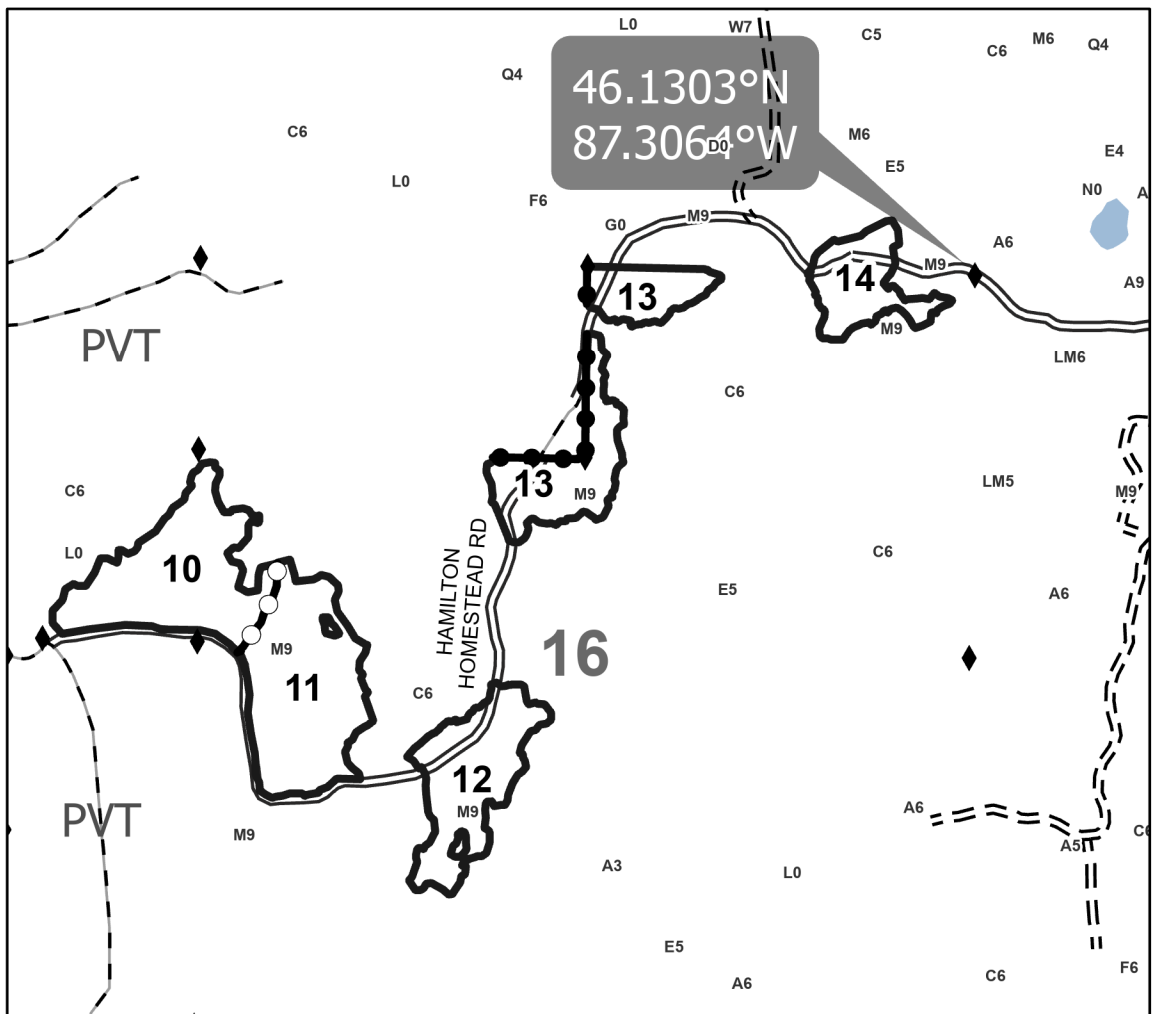 L0
W7
C5
M6
C6
Q4
Q4
46.1303°N
87.3064°W
D0
C6
M6
E4
E5
L0
N0
A
F6
M9
G0
A6
M9
A9
14
13
M9
PVT
LM6
C6
LM5
13
M9
C6
M9
HAMILTON
HOMESTEAD RD
L0
C6
10
E5
A6
M9
16
11
C6
12
M9
A6
PVT
M9
C6
A5
A3
L0
E5
F6
C6
A6